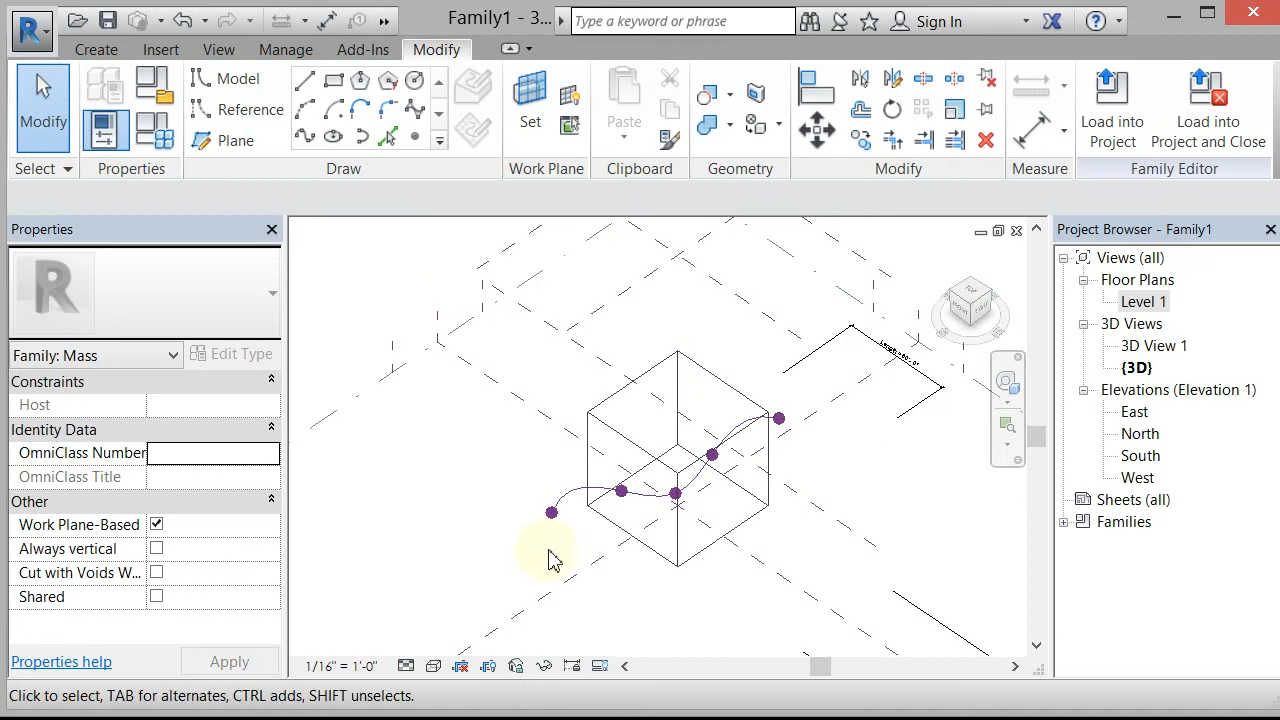 Family1 - 3...
Type a keyword or phrase
Sign In
Create Insert View Manage Add-Ins Modify
Modify
Model
Reference
Plane
Set
Paste
Load into Project
Load into Project and Close
Select Properties Draw Work Plane Clipboard Geometry Modify Measure Family Editor
Properties
Family: Mass
Edit Type
Constraints
Host
Identity Data
OmniClass Number
OmniClass Title
Other
Work Plane-Based
Always vertical
Cut with Voids W...
Shared
Properties help
Apply
TOP
1/16" = 1'-0"
Project Browser - Family1
Views (all)
Floor Plans
Level 1
3D Views
3D View 1
{3D}
Elevations (Elevation 1)
East
North
South
West
Sheets (all)
Families
Click to select, TAB for alternates, CTRL adds, SHIFT unselects.